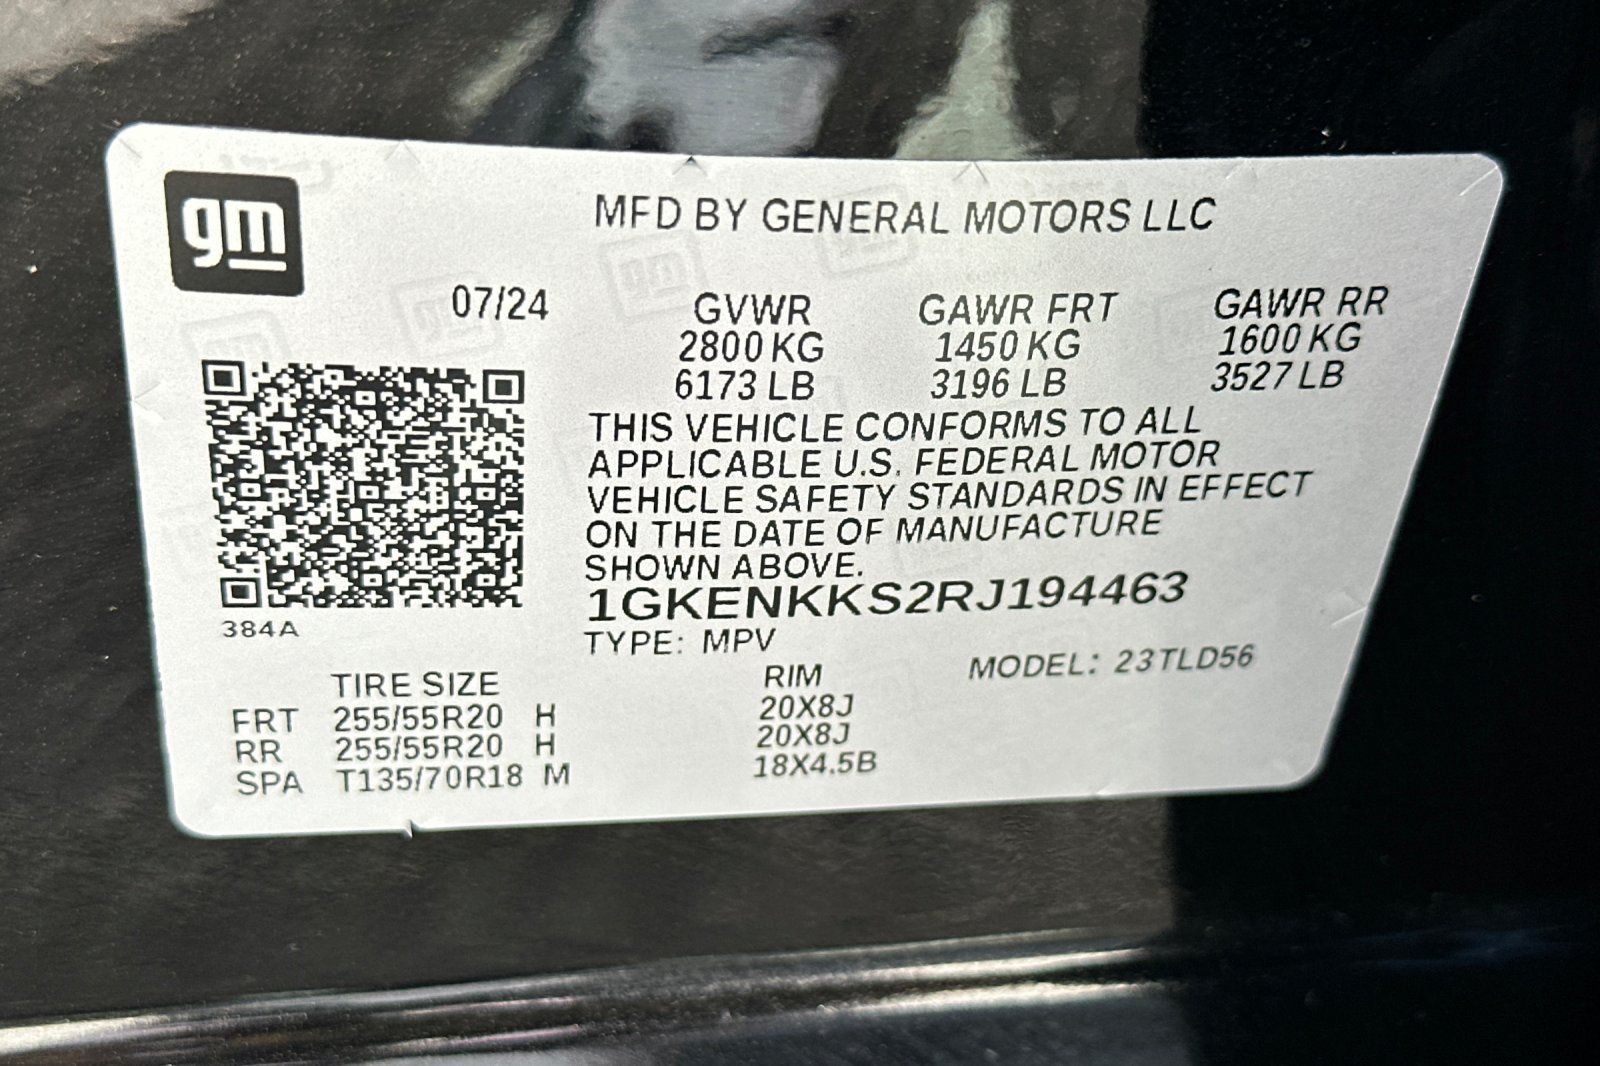 gm
MFD BY GENERAL MOTORS LLC
07/24
GVWR GAWR FRT GAWR RR
2800 KG 1450 KG 1600 KG
6173 LB 3196 LB 3527 LB
THIS VEHICLE CONFORMS TO ALL
APPLICABLE U.S. FEDERAL MOTOR
VEHICLE SAFETY STANDARDS IN EFFECT
ON THE DATE OF MANUFACTURE
SHOWN ABOVE.
1GKENKKS2RJ194463
384A
TYPE: MPV
MODEL: 23TLD56
TIRE SIZE RIM
FRT 255/55R20 H 20X8J
RR 255/55R20 H 20X8J
SPA T135/70R18 M 18X4.5B